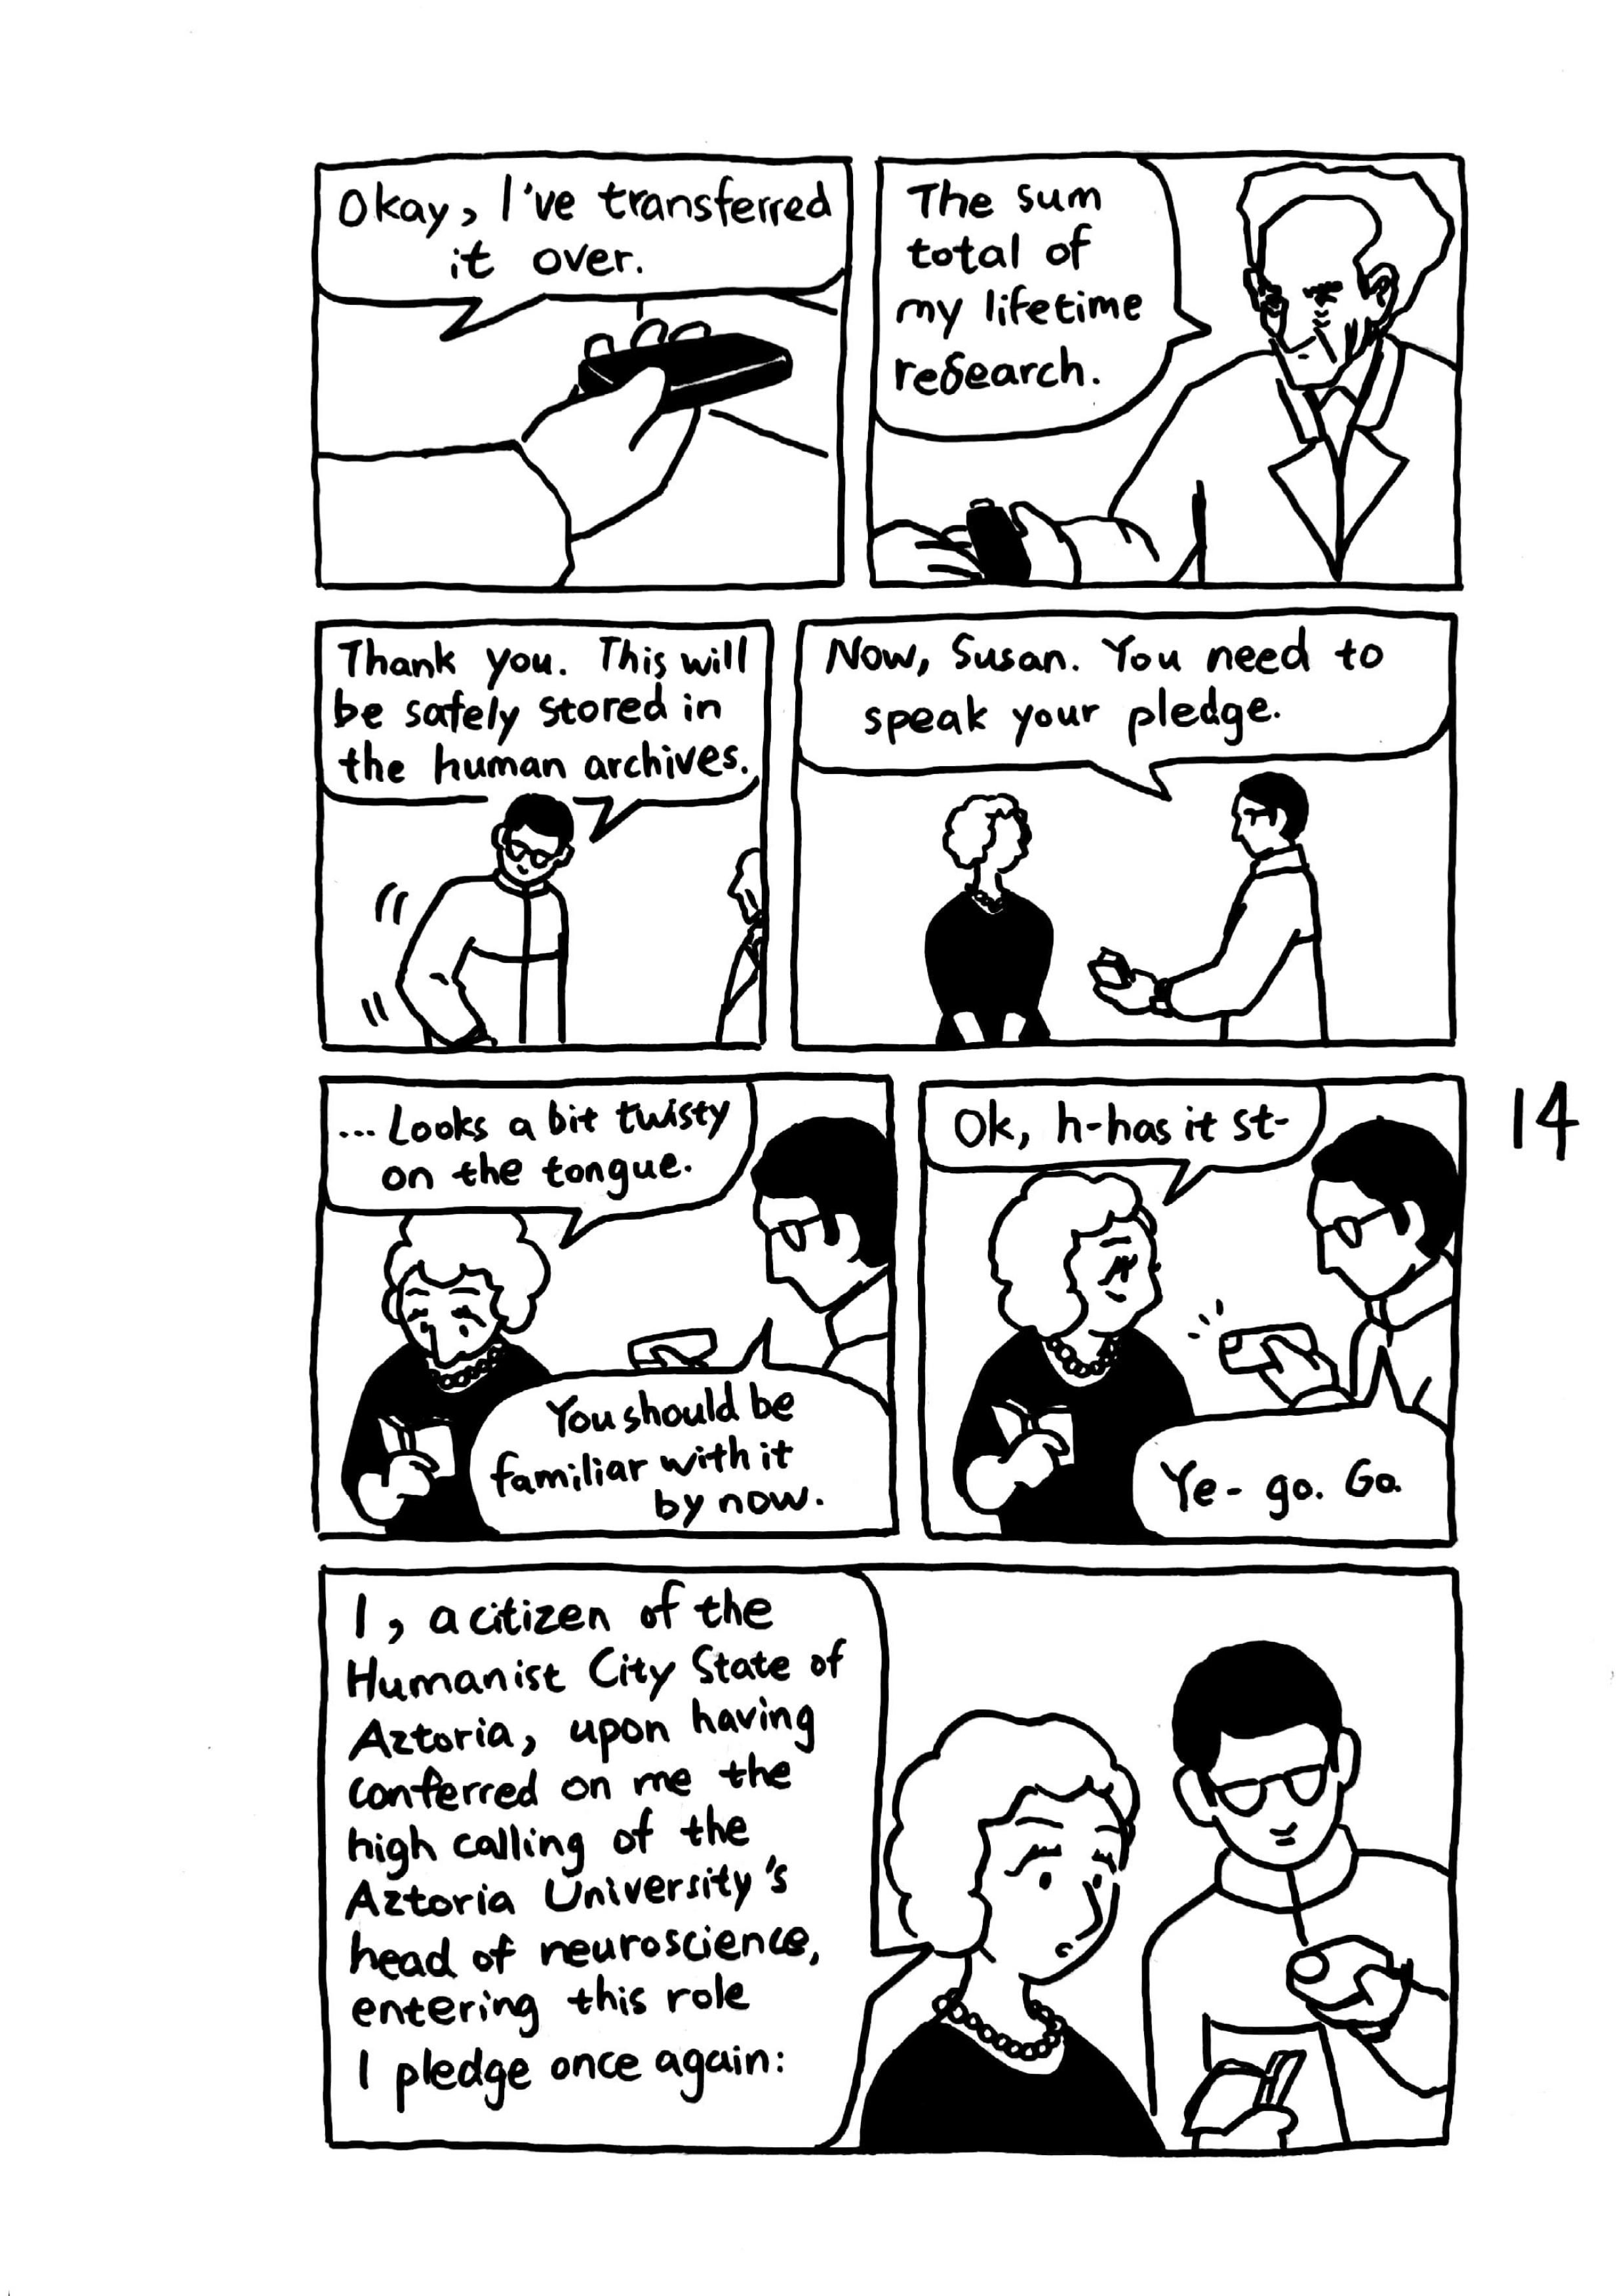 Okay, I've transferred
it over.
The sum
total of
my lifetime
research.
Thank you. This will
be safely stored in
the human archives.
Now, Susan. You need to
speak your pledge.
... Looks a bit twisty
on the tongue.
You should be
familiar with it
by now.
Ok, h-has it st-
Ye- go. Go.
14
I, a citizen of the
Humanist City State of
Aztoria, upon having
conferred on me the
high calling of the
Aztoria University's
head of neuroscience,
entering this role
I pledge once again: